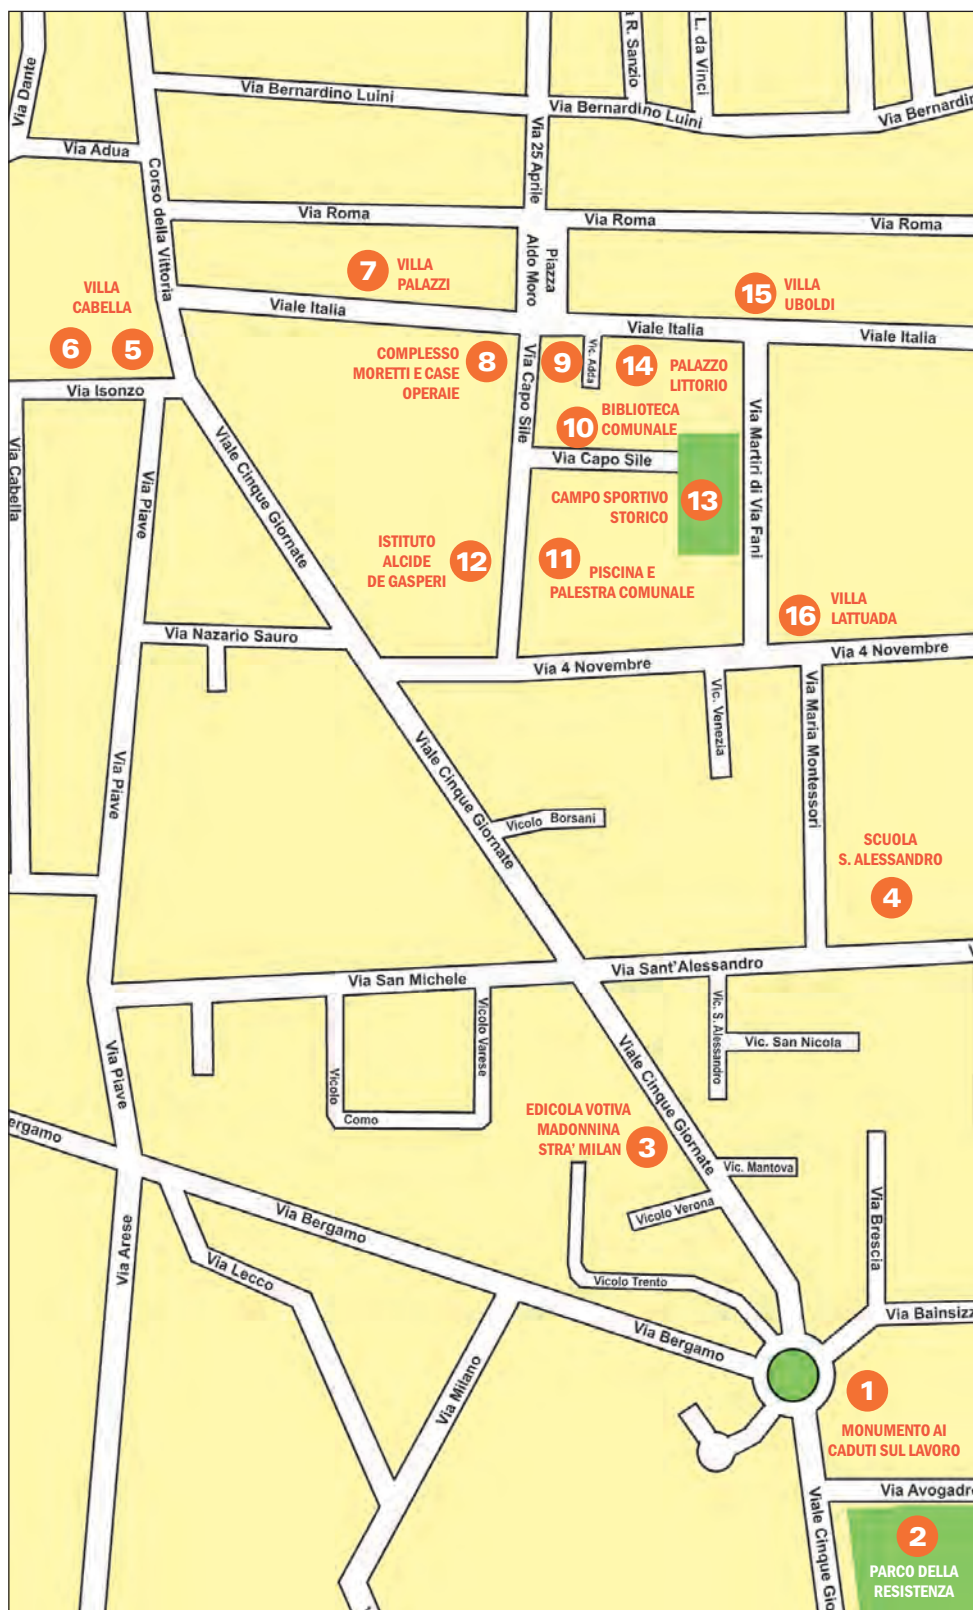 Via Dante
R. Sanzio
L. da Vinci
Via Bernardino Luini
Via Bernardino Luini
Via Bernardin
Via 25 Aprile
Via Adua
Corso della Vittoria
Via Roma
Via Roma
Via Roma
Piazza
Aldo Moro
7
VILLA
PALAZZI
15
VILLA
UBOLDI
VILLA
CABELLA
6
5
Viale Italia
Viale Italia
Viale Italia
COMPLESSO
MORETTI E CASE
OPERAIE
8
9
Vic. Adda
14
PALAZZO
LITTORIO
Via Capo Sile
Via Isonzo
10
BIBLIOTECA
COMUNALE
Via Cabella
Via Piave
Viale Cinque Giornate
Via Capo Sile
Via Martiri di Via Fani
CAMPO SPORTIVO
STORICO
13
ISTITUTO
ALCIDE
DE GASPERI
12
11
PISCINA E
PALESTRA COMUNALE
16
VILLA
LATTUADA
Via Nazario Sauro
Via 4 Novembre
Via 4 Novembre
Vic. Venezia
Via Maria Montessori
Via Piave
Viale Cinque Giornate
Vicolo Borsani
SCUOLA
S. ALESSANDRO
4
Via San Michele
Via Sant'Alessandro
Vicolo Varese
Vic. S. Alessandro
Vic. San Nicola
Via Piave
Vicolo
Como
Viale Cinque Giornate
EDICOLA VOTIVA
MADONNINA
STRA' MILAN
3
ergamo
Vic. Mantova
Vicolo Verona
Via Brescia
Via Arese
Via Bergamo
Via Lecco
Vicolo Trento
Via Bainsizz
Via Bergamo
Via Milano
1
MONUMENTO AI
CADUTI SUL LAVORO
Viale Cinque Gio
Via Avogadro
2
PARCO DELLA
RESISTENZA